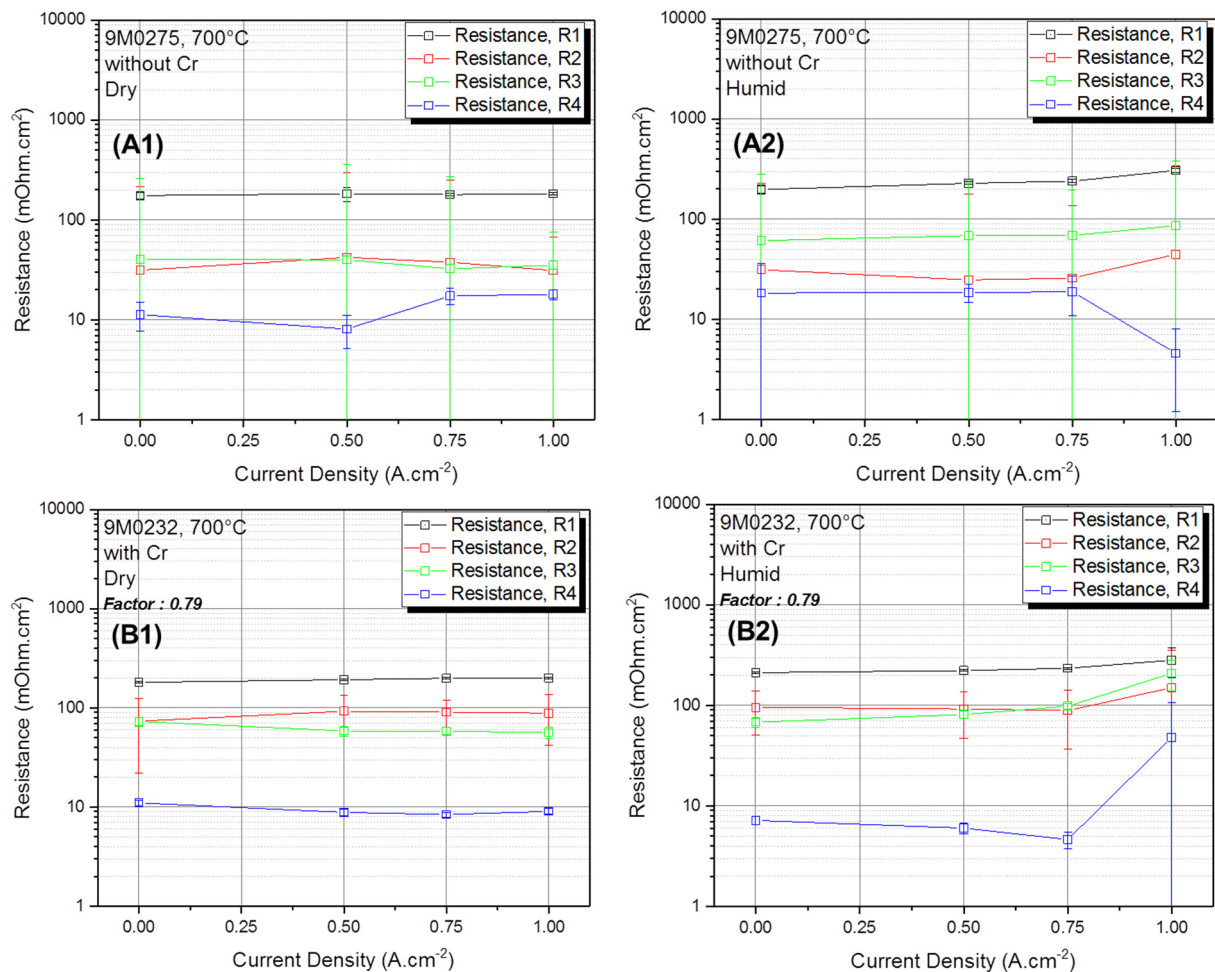 9M0275, 700°C
without Cr
Dry
(A1)
Resistance, R1
Resistance, R2
Resistance, R3
Resistance, R4
10000
1000
100
10
1
Resistance (mOhm.cm²)
0.00 0.25 0.50 0.75 1.00
Current Density (A.cm⁻²)
9M0275, 700°C
without Cr
Humid
(A2)
Resistance, R1
Resistance, R2
Resistance, R3
Resistance, R4
10000
1000
100
10
1
Resistance (mOhm.cm²)
0.00 0.25 0.50 0.75 1.00
Current Density (A.cm⁻²)
9M0232, 700°C
with Cr
Dry
Factor : 0.79
(B1)
Resistance, R1
Resistance, R2
Resistance, R3
Resistance, R4
10000
1000
100
10
1
Resistance (mOhm.cm²)
0.00 0.25 0.50 0.75 1.00
Current Density (A.cm⁻²)
9M0232, 700°C
with Cr
Humid
Factor : 0.79
(B2)
Resistance, R1
Resistance, R2
Resistance, R3
Resistance, R4
10000
1000
100
10
1
Resistance (mOhm.cm²)
0.00 0.25 0.50 0.75 1.00
Current Density (A.cm⁻²)